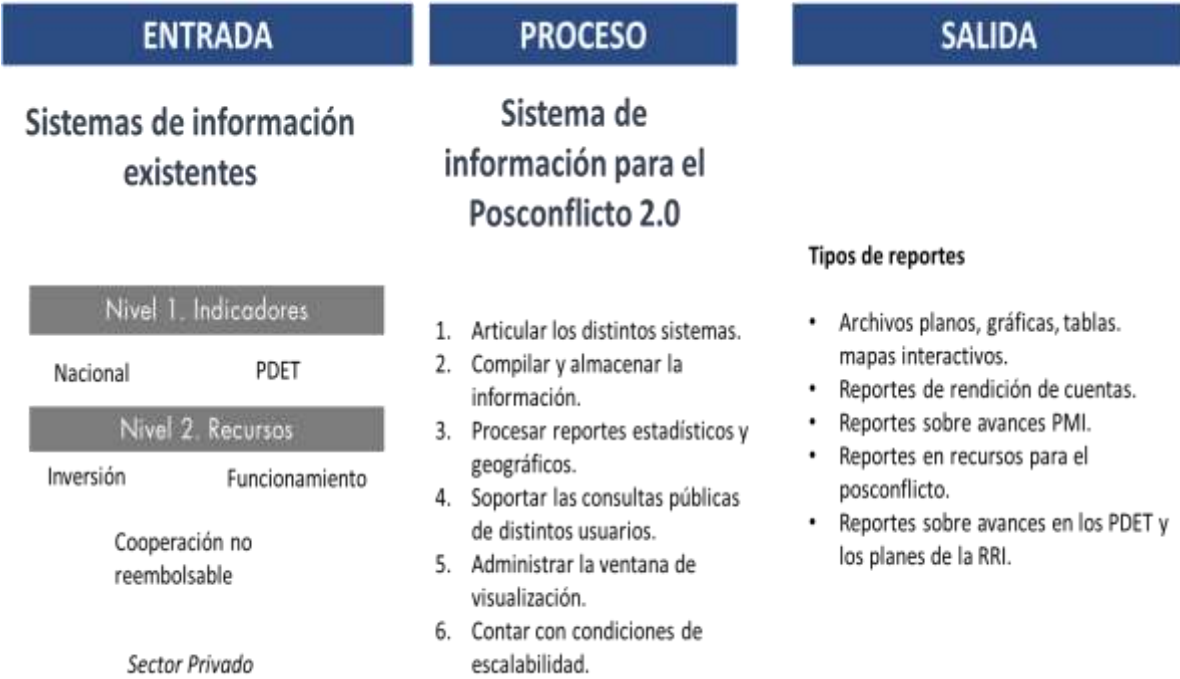 ENTRADA
Sistemas de información
existentes
Nivel 1. Indicadores
Nacional
PDET
Nivel 2. Recursos
Inversión
Funcionamiento
Cooperación no
reembolsable
Sector Privado
PROCESO
Sistema de
información para el
Posconflicto 2.0
1. Articular los distintos sistemas.
2. Compilar y almacenar la
información.
3. Procesar reportes estadísticos y
geográficos.
4. Soportar las consultas públicas
de distintos usuarios.
5. Administrar la ventana de
visualización.
6. Contar con condiciones de
escalabilidad.
SALIDA
Tipos de reportes
• Archivos planos, gráficas, tablas.
mapas interactivos.
• Reportes de rendición de cuentas.
• Reportes sobre avances PMI.
• Reportes en recursos para el
posconflicto.
• Reportes sobre avances en los PDET y
los planes de la RRI.